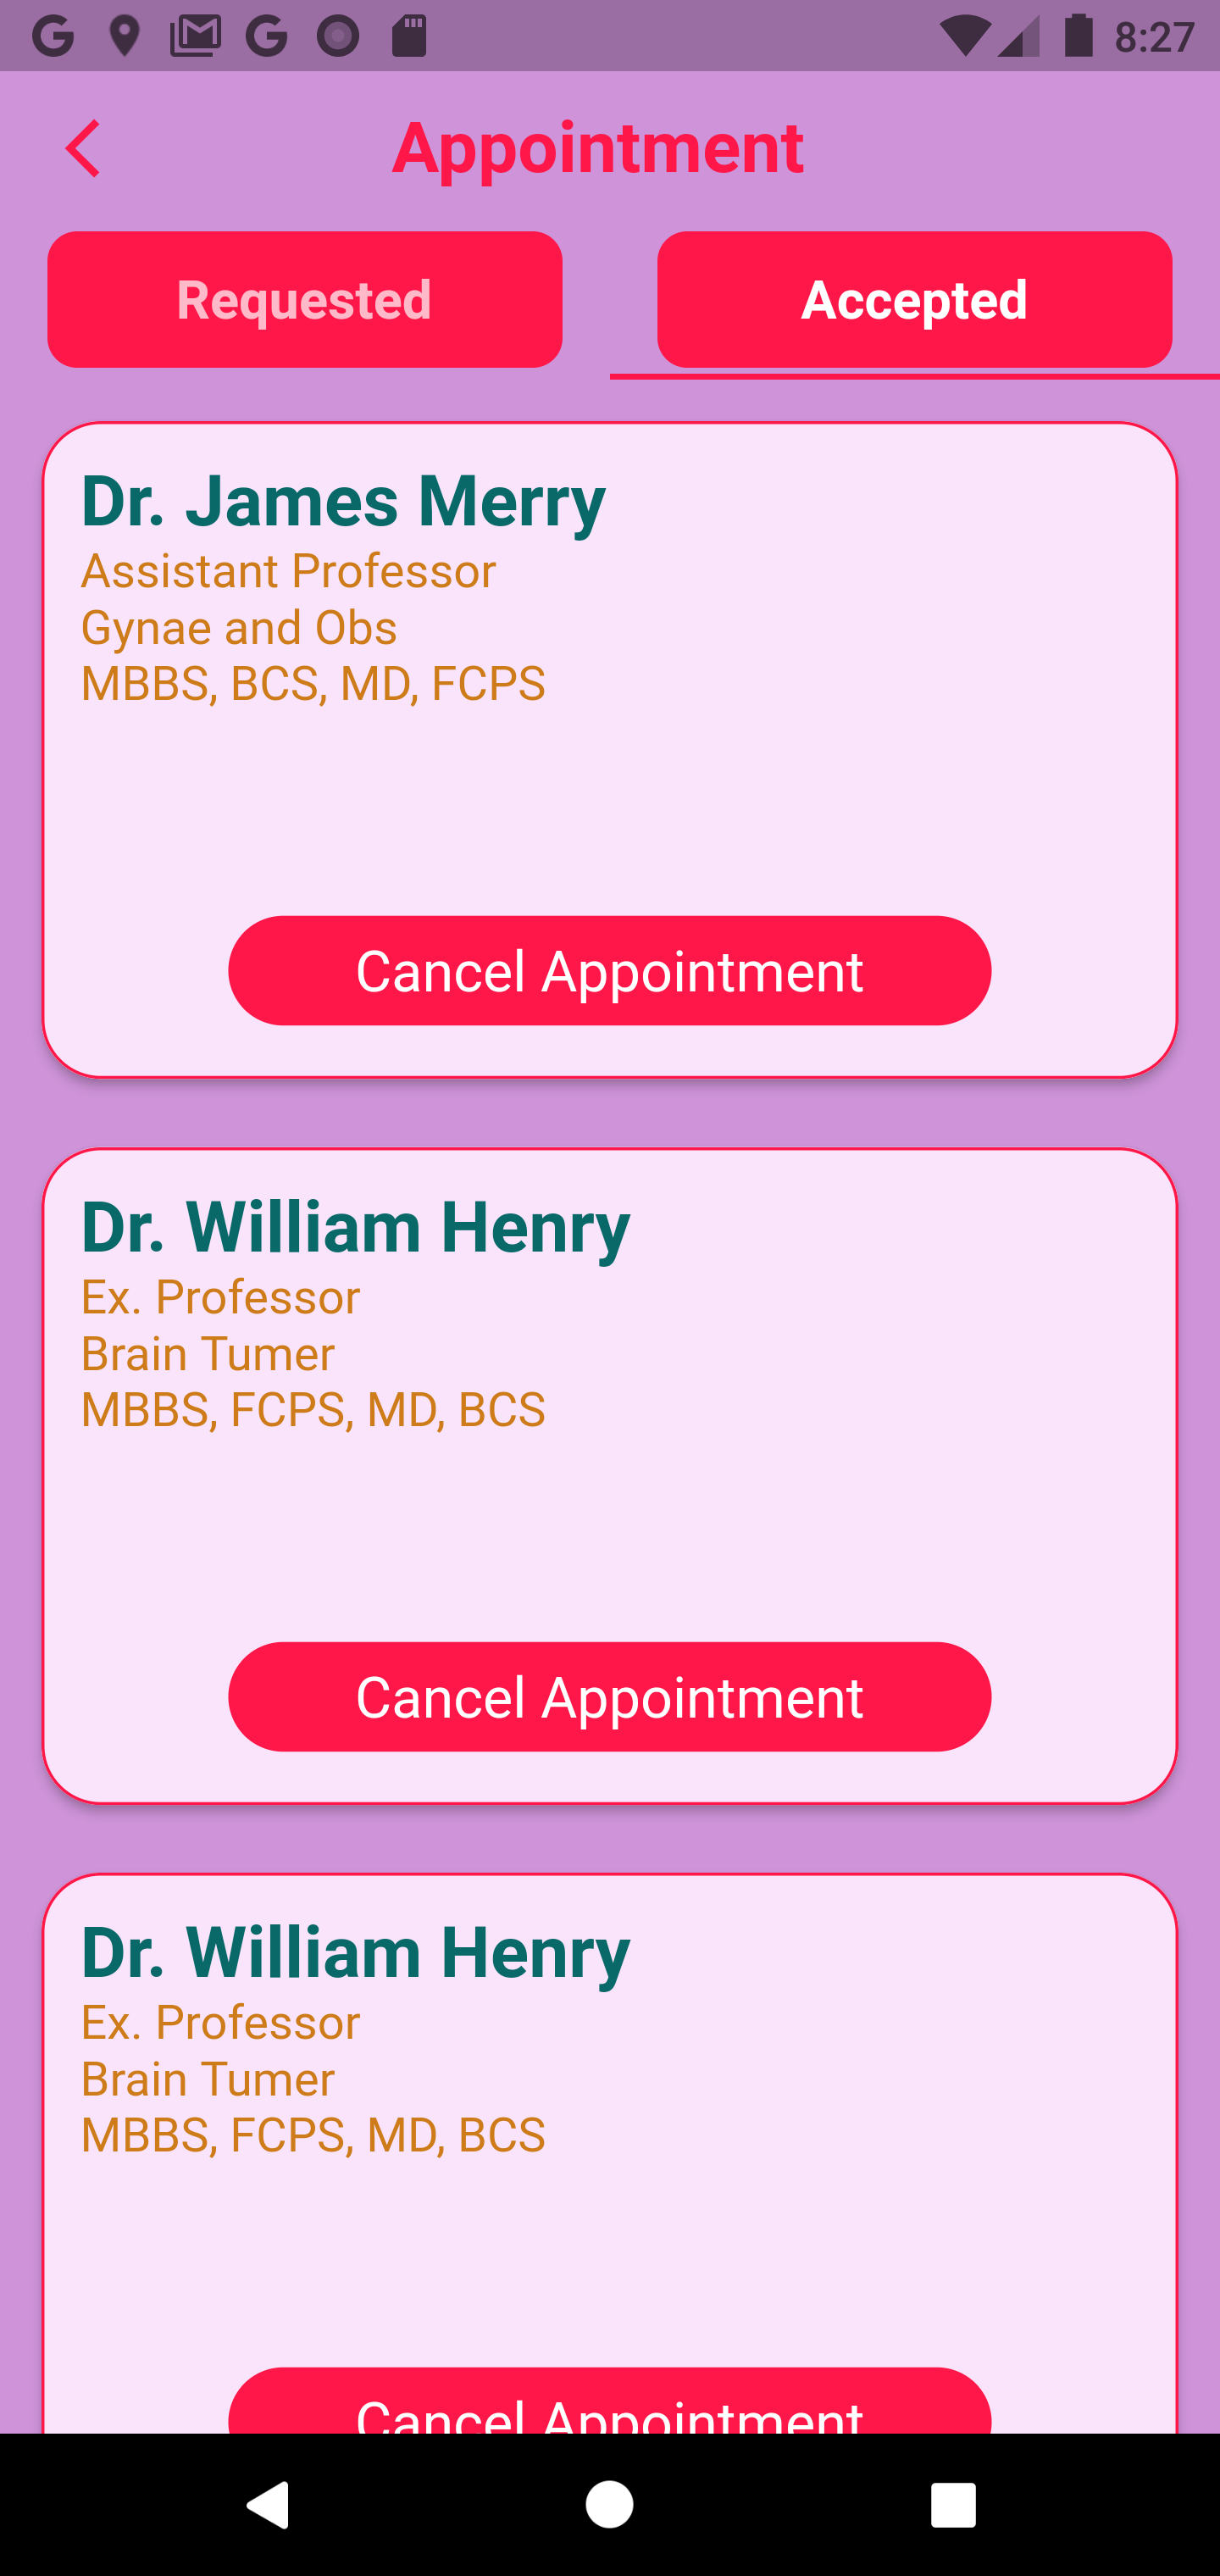 8:27
Appointment
Requested
Accepted
Dr. James Merry
Assistant Professor
Gynae and Obs
MBBS, BCS, MD, FCPS
Cancel Appointment
Dr. William Henry
Ex. Professor
Brain Tumer
MBBS, FCPS, MD, BCS
Cancel Appointment
Dr. William Henry
Ex. Professor
Brain Tumer
MBBS, FCPS, MD, BCS
Cancel Appointment